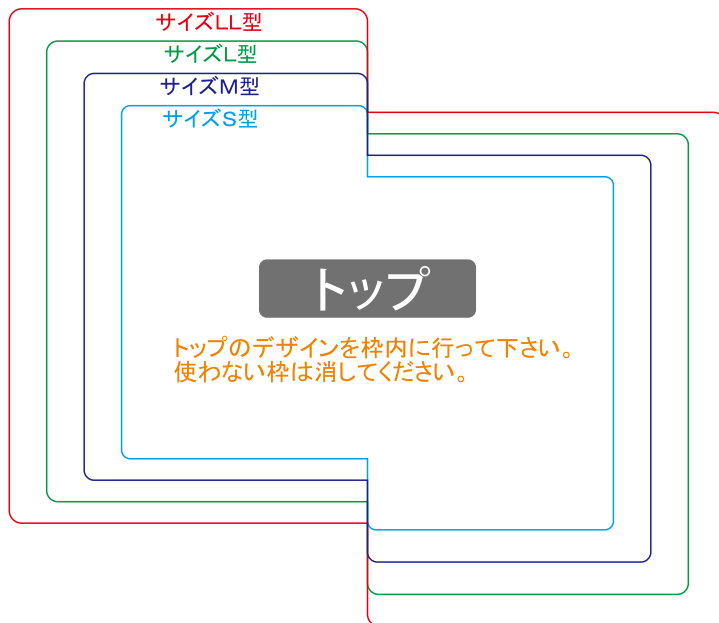 サイズLL型
サイズL型
サイズM型
サイズS型
トップ
トップのデザインを枠内に行って下さい。
使わない枠は消してください。